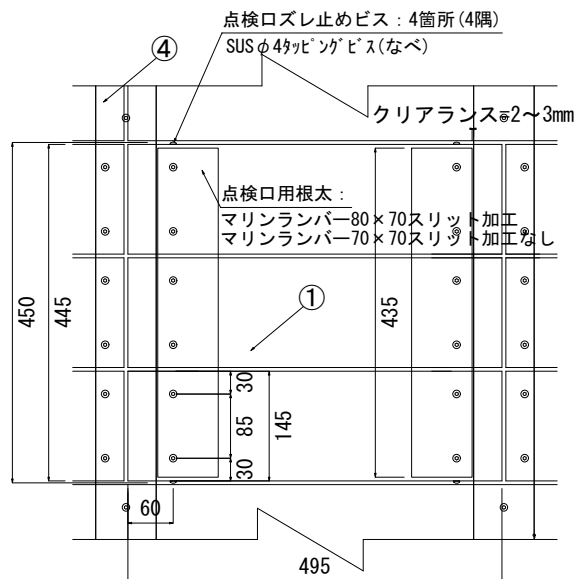 点検口ズレ止めビス：4箇所(4隅)
SUSφ4ﾀｯﾋﾟﾝｸﾞﾋﾞｽ(なべ)
④
クリアランス=2～3mm
点検口用根太：
マリンランバー80×70スリット加工
マリンランバー70×70スリット加工なし
①
450
445
435
30
85
145
30
60
495